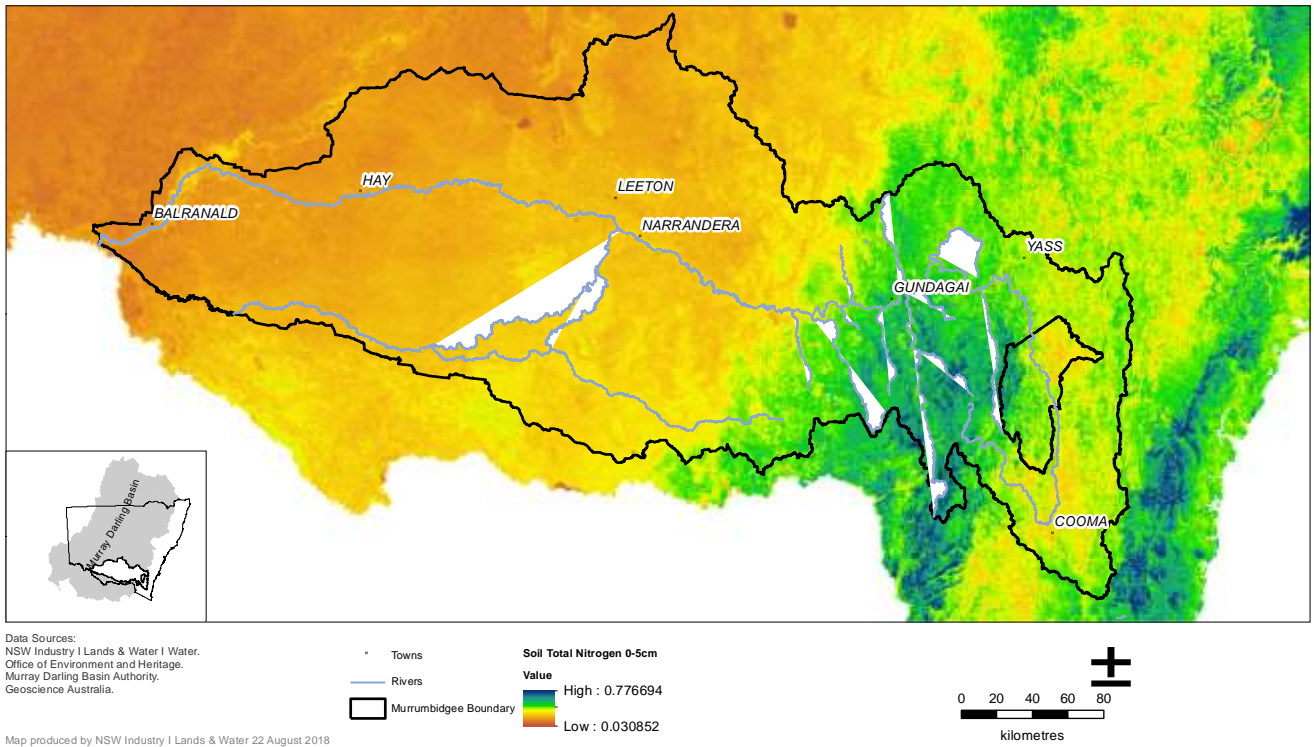 HAY
LEETON
BALRANALD
NARRANDERA
YASS
GUNDAGAI
COOMA
Murray Darling Basin
Data Sources:
NSW Industry I Lands & Water I Water.
Office of Environment and Heritage.
Murray Darling Basin Authority.
Geoscience Australia.
Map produced by NSW Industry I Lands & Water 22 August 2018
Towns
Rivers
Murrumbidgee Boundary
Soil Total Nitrogen 0-5cm
Value
High : 0.776694
Low : 0.030852
0 20 40 60 80
kilometres